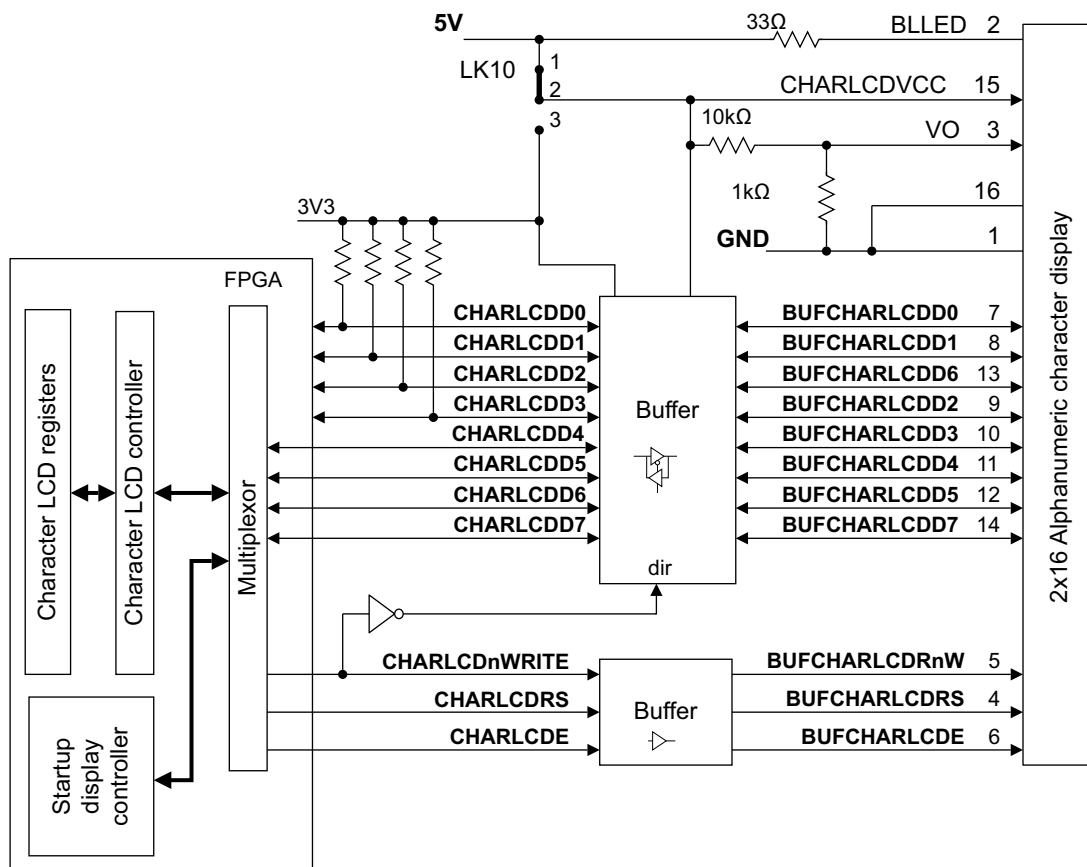 5V
33Ω
BLLED 2
LK10
1
2
3
CHARLCDVCC 15
10kΩ
VO 3
1kΩ
16
3V3
GND
1
FPGA
CHARLCDD0
BUFCHARLCDD0 7
CHARLCDD1
BUFCHARLCDD1 8
CHARLCDD2
BUFCHARLCDD6 13
CHARLCDD3
BUFCHARLCDD2 9
CHARLCDD4
BUFCHARLCDD3 10
CHARLCDD5
BUFCHARLCDD4 11
CHARLCDD6
BUFCHARLCDD5 12
CHARLCDD7
BUFCHARLCDD7 14
Buffer
dir
Character LCD registers
Character LCD controller
Multiplexor
2x16 Alphanumeric character display
CHARLCDnWRITE
BUFCHARLCDRnW 5
CHARLCDRS
BUFCHARLCDRS 4
CHARLCDE
BUFCHARLCDE 6
Buffer
Startup
display
controller